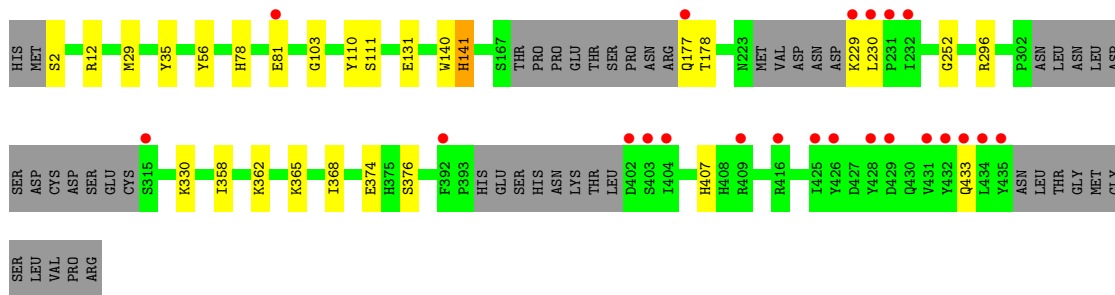 HIS MET S2 R12 M29 Y35 Y56 H78 E81 G103 Y110 S111 E131 W140 H141 S167 THR PRO PRO GLU THR SER PRO ASN ARG Q177 T178 N223 MET VAL ASP ASN ASP K229 L230 P231 I232 G252 R296 P302 ASN LEU ASN LEU ASP
SER ASP CYS ASP SER GLU CYS S315 K330 I358 K362 K365 I368 E374 H375 S376 F392 P393 HIS GLU SER HIS ASN LYS THR LEU D402 S403 I404 H407 H408 R409 R416 I425 Y426 D427 Y428 D429 Q430 V431 Y432 Q433 L434 Y435 ASN LEU THR GLY MET GLY
SER LEU VAL PRO ARG